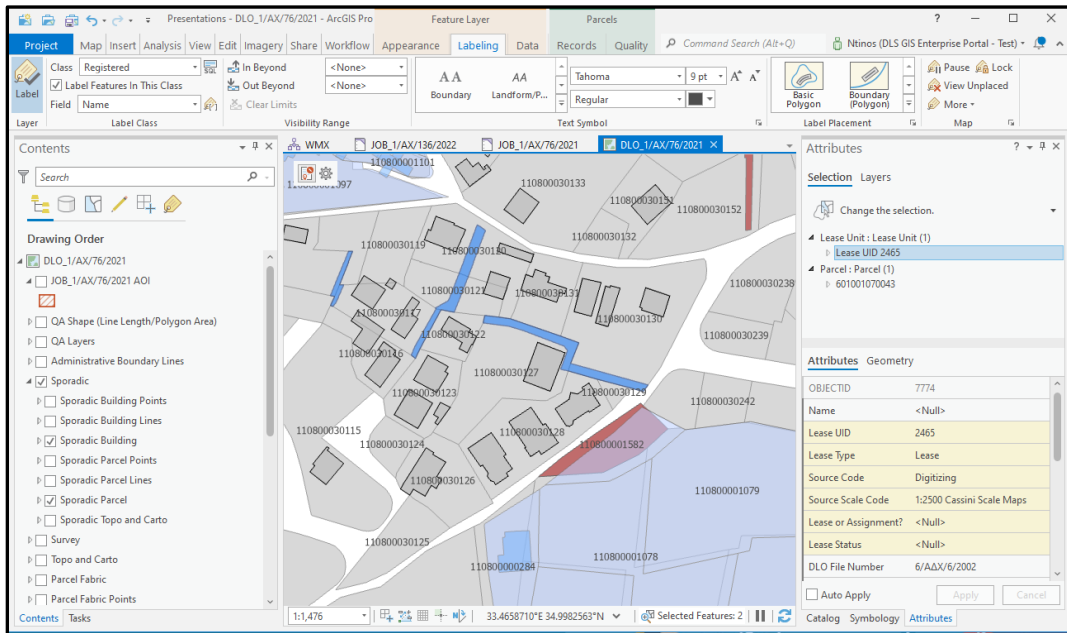 Presentations - DLO_1/AX/76/2021 - ArcGIS Pro
Feature Layer
Parcels
?
Project
Map
Insert
Analysis
View
Edit
Imagery
Share
Workflow
Appearance
Labeling
Data
Records
Quality
Command Search (Alt+Q)
Ntinos (DLS GIS Enterprise Portal - Test)
Label
Class
Registered
SQL
Label Features In This Class
Field
Name
In Beyond
<None>
Out Beyond
<None>
Clear Limits
A A
Boundary
AA
Landform/P...
Tahoma
9 pt
Regular
Basic
Polygon
Boundary
(Polygon)
Pause
Lock
View Unplaced
More
Layer
Label Class
Visibility Range
Text Symbol
Label Placement
Map
Contents
Search
Drawing Order
DLO_1/AX/76/2021
JOB_1/AX/76/2021 AOI
QA Shape (Line Length/Polygon Area)
QA Layers
Administrative Boundary Lines
Sporadic
Sporadic Building Points
Sporadic Building Lines
Sporadic Building
Sporadic Parcel Points
Sporadic Parcel Lines
Sporadic Parcel
Sporadic Topo and Carto
Survey
Topo and Carto
Parcel Fabric
Parcel Fabric Points
Contents
Tasks
WMX
JOB_1/AX/136/2022
JOB_1/AX/76/2021
DLO_1/AX/76/2021
110800001101
110800030133
110800030151
110800030152
110800030132
110800030119
110800030120
110800030121
110800030131
110800030238
110800030117
110800030122
110800030130
110800030239
110800030116
110800030127
110800030123
110800030129
110800030242
110800030115
110800030124
110800030128
110800001582
110800030126
110800001079
110800030125
110800001078
110800000284
1:1,476
33.4658710°E 34.9982563°N
Selected Features: 2
Attributes
?
Selection
Layers
Change the selection.
Lease Unit : Lease Unit (1)
Lease UID 2465
Parcel : Parcel (1)
601001070043
Attributes
Geometry
OBJECTID 7774
Name <Null>
Lease UID 2465
Lease Type Lease
Source Code Digitizing
Source Scale Code 1:2500 Cassini Scale Maps
Lease or Assignment? <Null>
Lease Status <Null>
DLO File Number 6/ΑΔΧ/6/2002
Auto Apply
Apply
Cancel
Catalog
Symbology
Attributes